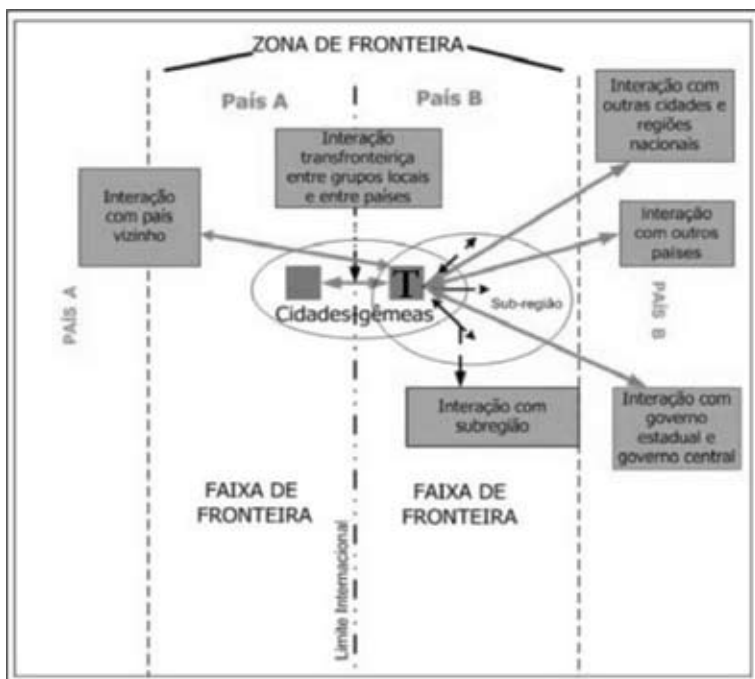 ZONA DE FRONTEIRA
País A
País B
Interação com
outras cidades e
regiões
nacionais
Interação
transfronteiriça
entre grupos locais
e entre países
Interação
com país
vizinho
Interação
com outros
países
T
Cidades-gêmeas
Sub-região
PAÍS A
PAÍS B
Interação com
subregião
Interação com
governo
estadual e
governo central
FAIXA DE
FRONTEIRA
FAIXA DE
FRONTEIRA
Limite Internacional